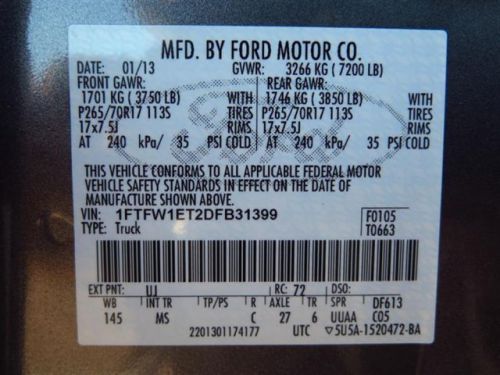 MFD. BY FORD MOTOR CO.
DATE: 01/13 GVWR: 3266 KG ( 7200 LB)
FRONT GAWR: REAR GAWR:
1701 KG ( 3750 LB) WITH 1746 KG ( 3850 LB) WITH
P265/70R17 113S TIRES P265/70R17 113S TIRES
17x7.5J RIMS 17x7.5J RIMS
AT 240 kPa/ 35 PSI COLD AT 240 kPa/ 35 PSI COLD
THIS VEHICLE CONFORMS TO ALL APPLICABLE FEDERAL MOTOR
VEHICLE SAFETY STANDARDS IN EFFECT ON THE DATE OF
MANUFACTURE SHOWN ABOVE.
VIN: 1FTFW1ET2DFB31399 F0105
TYPE: Truck T0663
EXT PNT: UJ RC: 72 DSO:
WB INT TR TP/PS R AXLE TR SPR DF613
145 MS C 27 6 UUAA C05
2201301174177 UTC ▽5U5A-1520472-BA
Ford